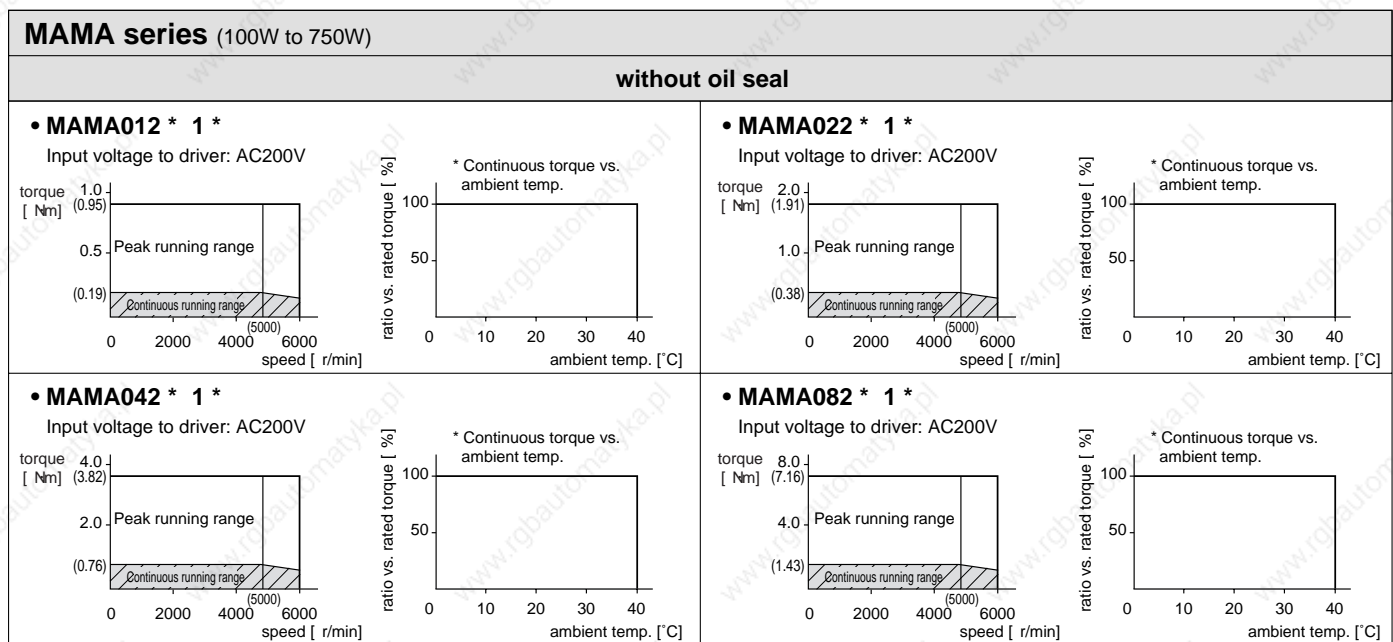 MAMA series (100W to 750W)
without oil seal
• MAMA012 * 1 *
Input voltage to driver: AC200V
torque
[ Nm]
1.0
(0.95)
0.5
(0.19)
Peak running range
Continuous running range
(5000)
0 2000 4000 6000
speed [ r/min]
ratio vs. rated torque [ %]
* Continuous torque vs.
ambient temp.
100
50
0 10 20 30 40
ambient temp. [˚C]
• MAMA022 * 1 *
Input voltage to driver: AC200V
torque
[ Nm]
2.0
(1.91)
1.0
(0.38)
Peak running range
Continuous running range
(5000)
0 2000 4000 6000
speed [ r/min]
ratio vs. rated torque [ %]
* Continuous torque vs.
ambient temp.
100
50
0 10 20 30 40
ambient temp. [˚C]
• MAMA042 * 1 *
Input voltage to driver: AC200V
torque
[ Nm]
4.0
(3.82)
2.0
(0.76)
Peak running range
Continuous running range
(5000)
0 2000 4000 6000
speed [ r/min]
ratio vs. rated torque [ %]
* Continuous torque vs.
ambient temp.
100
50
0 10 20 30 40
ambient temp. [˚C]
• MAMA082 * 1 *
Input voltage to driver: AC200V
torque
[ Nm]
8.0
(7.16)
4.0
(1.43)
Peak running range
Continuous running range
(5000)
0 2000 4000 6000
speed [ r/min]
ratio vs. rated torque [ %]
* Continuous torque vs.
ambient temp.
100
50
0 10 20 30 40
ambient temp. [˚C]
www.rgbautomatyka.pl